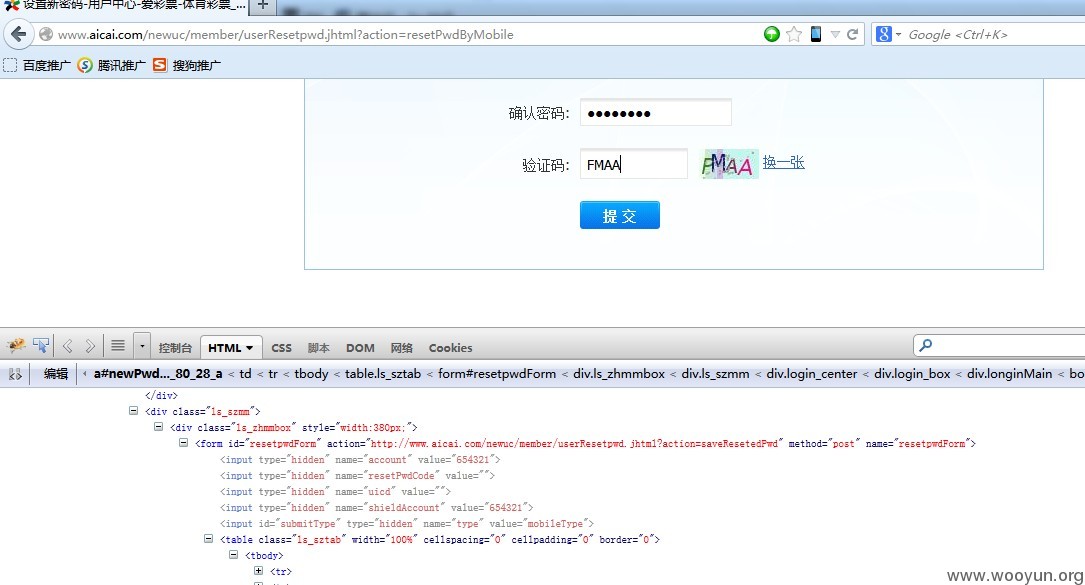 设置新密码-用户中心-爱彩票-体育彩票_...
www.aicai.com/newuc/member/userResetpwd.jhtml?action=resetPwdByMobile
Google <Ctrl+K>
百度推广 腾讯推广 搜狗推广
确认密码： ●●●●●●●●
验证码： FMAA FMAA 换一张
提 交
控制台 HTML CSS 脚本 DOM 网络 Cookies
编辑 a#newPwd..._80_28_a < td < tr < tbody < table.ls_sztab < form#resetpwdForm < div.ls_zhmmbox < div.ls_szmm < div.login_center < div.login_box < div.longinMain < bo
</div>
<div class="ls_szmm">
<div class="ls_zhmmbox" style="width:380px;">
<form id="resetpwdForm" action="http://www.aicai.com/newuc/member/userResetpwd.jhtml?action=saveResetedPwd" method="post" name="resetpwdForm">
<input type="hidden" name="account" value="654321">
<input type="hidden" name="resetPwdCode" value="">
<input type="hidden" name="uicd" value="">
<input type="hidden" name="shieldAccount" value="654321">
<input id="submitType" type="hidden" name="type" value="mobileType">
<table class="ls_sztab" width="100%" cellspacing="0" cellpadding="0" border="0">
<tbody>
<tr>
www.wooyun.org